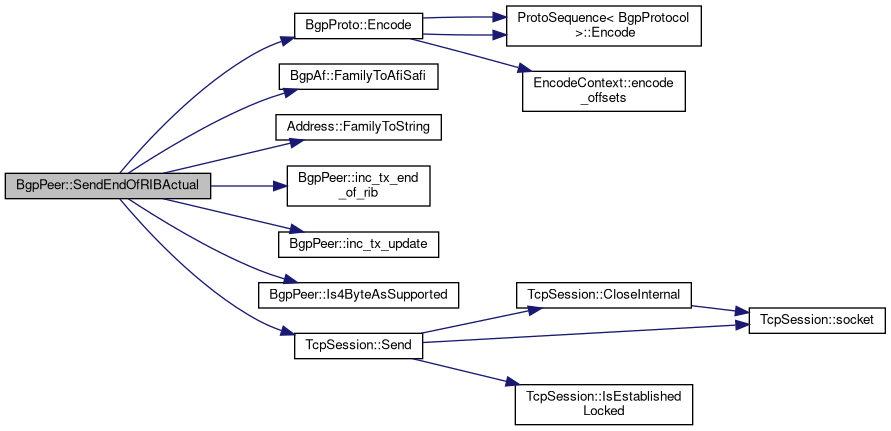 BgpPeer::SendEndOfRIBActual
BgpProto::Encode
BgpAf::FamilyToAfiSafi
Address::FamilyToString
BgpPeer::inc_tx_end
_of_rib
BgpPeer::inc_tx_update
BgpPeer::Is4ByteAsSupported
TcpSession::Send
ProtoSequence< BgpProtocol
>::Encode
EncodeContext::encode
_offsets
TcpSession::CloseInternal
TcpSession::IsEstablished
Locked
TcpSession::socket